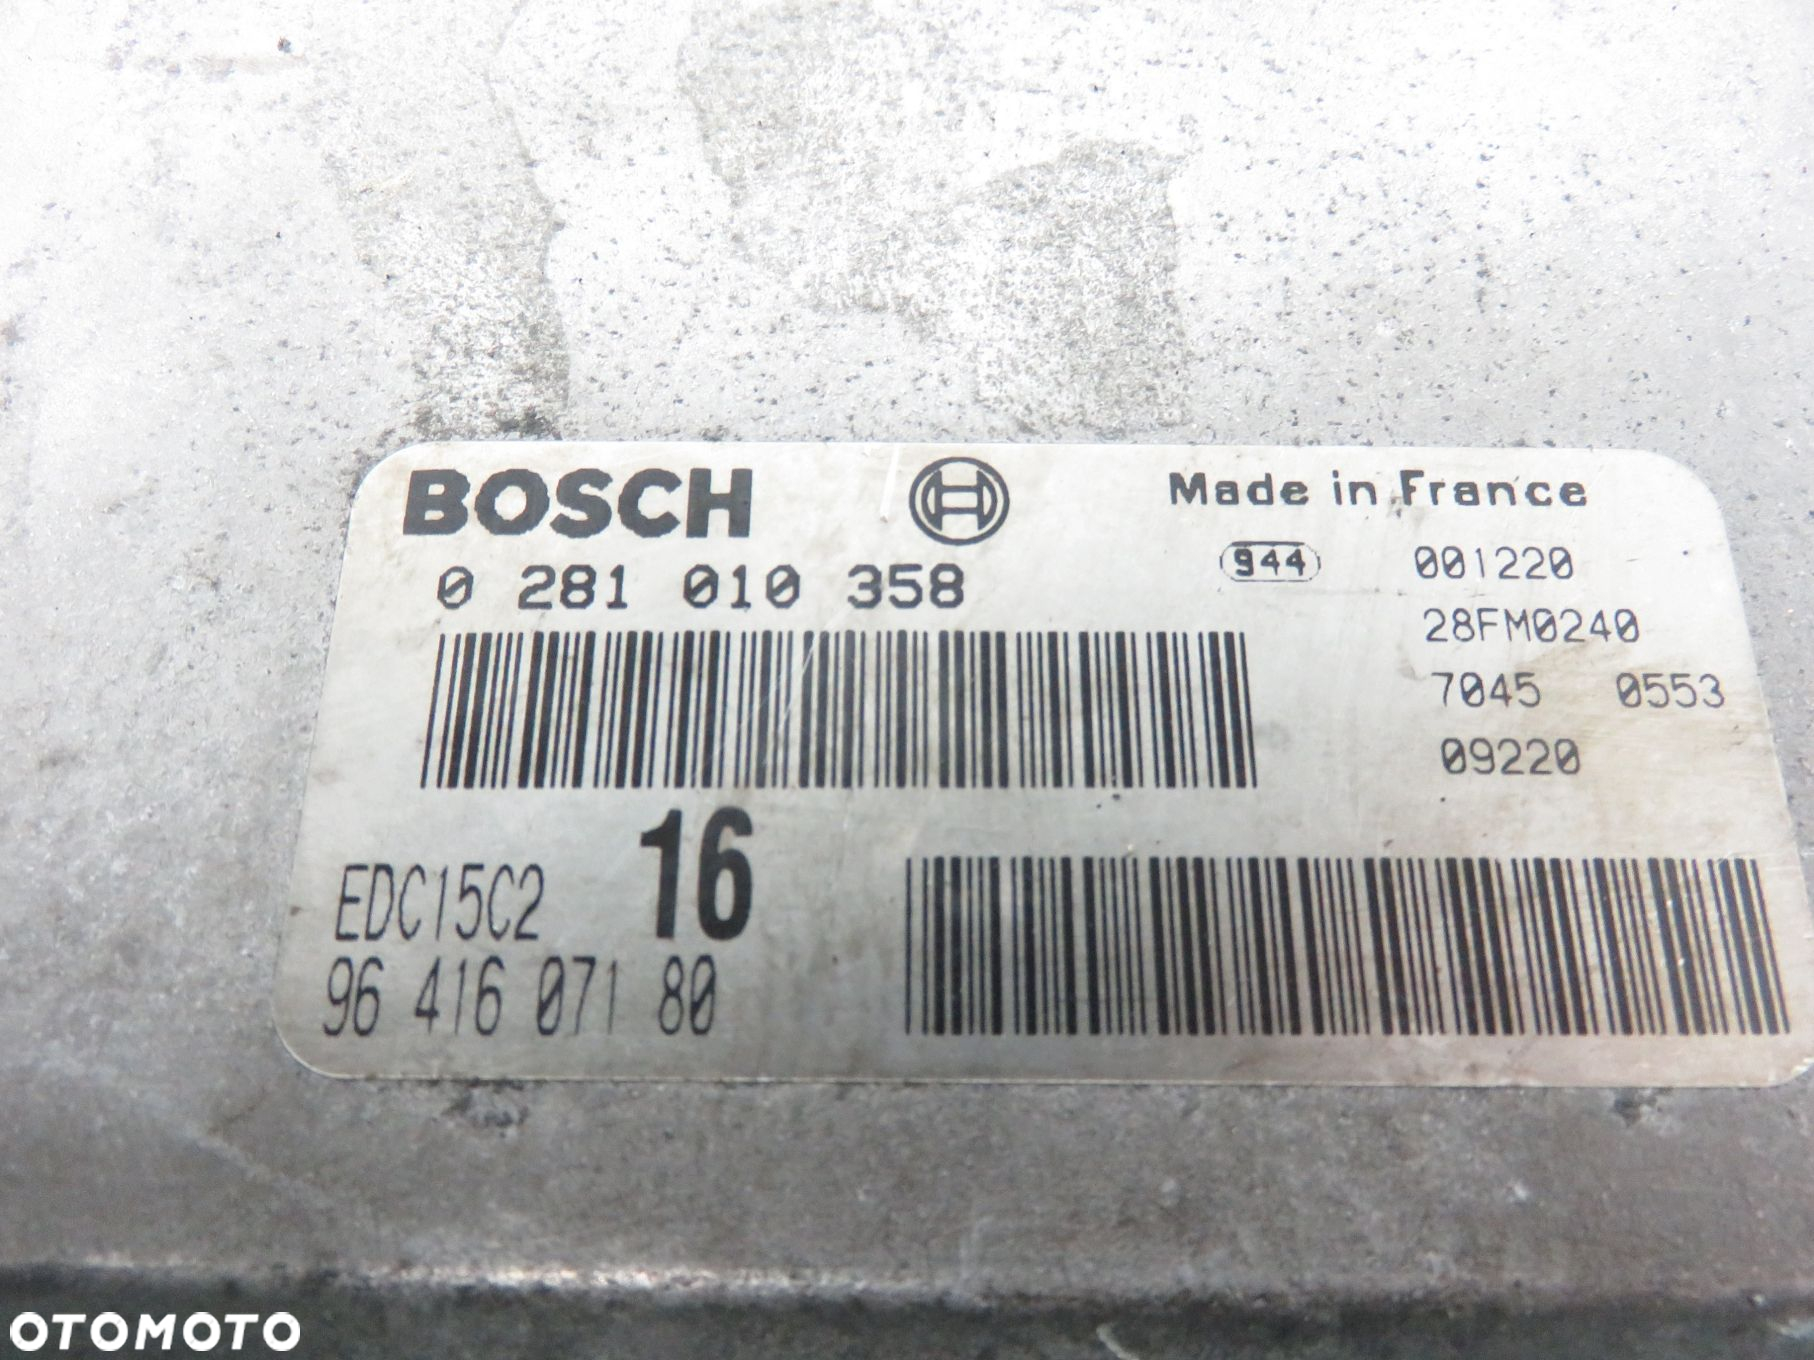 BOSCH
Made in France
0 281 010 358
944 001220
28FM0240
7045 0553
09220
EDC15C2 16
96 416 071 80
OTOMOTO